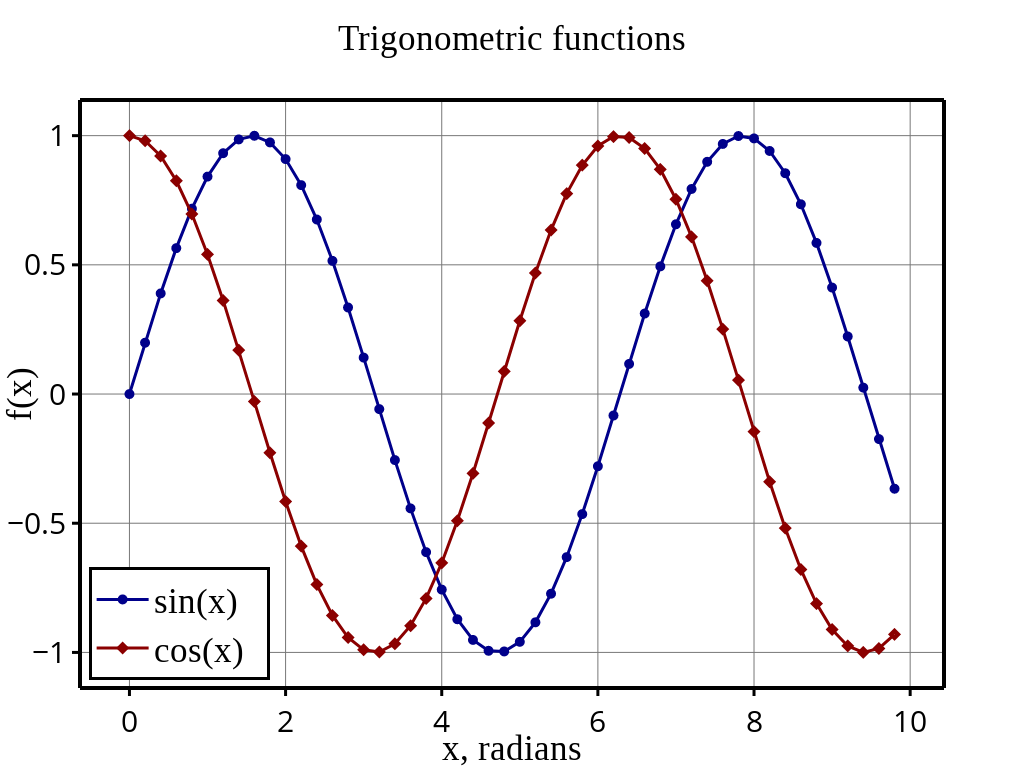 Trigonometric functions
1
0.5
0
−0.5
−1
f(x)
sin(x)
cos(x)
0 2 4 6 8 10
x, radians